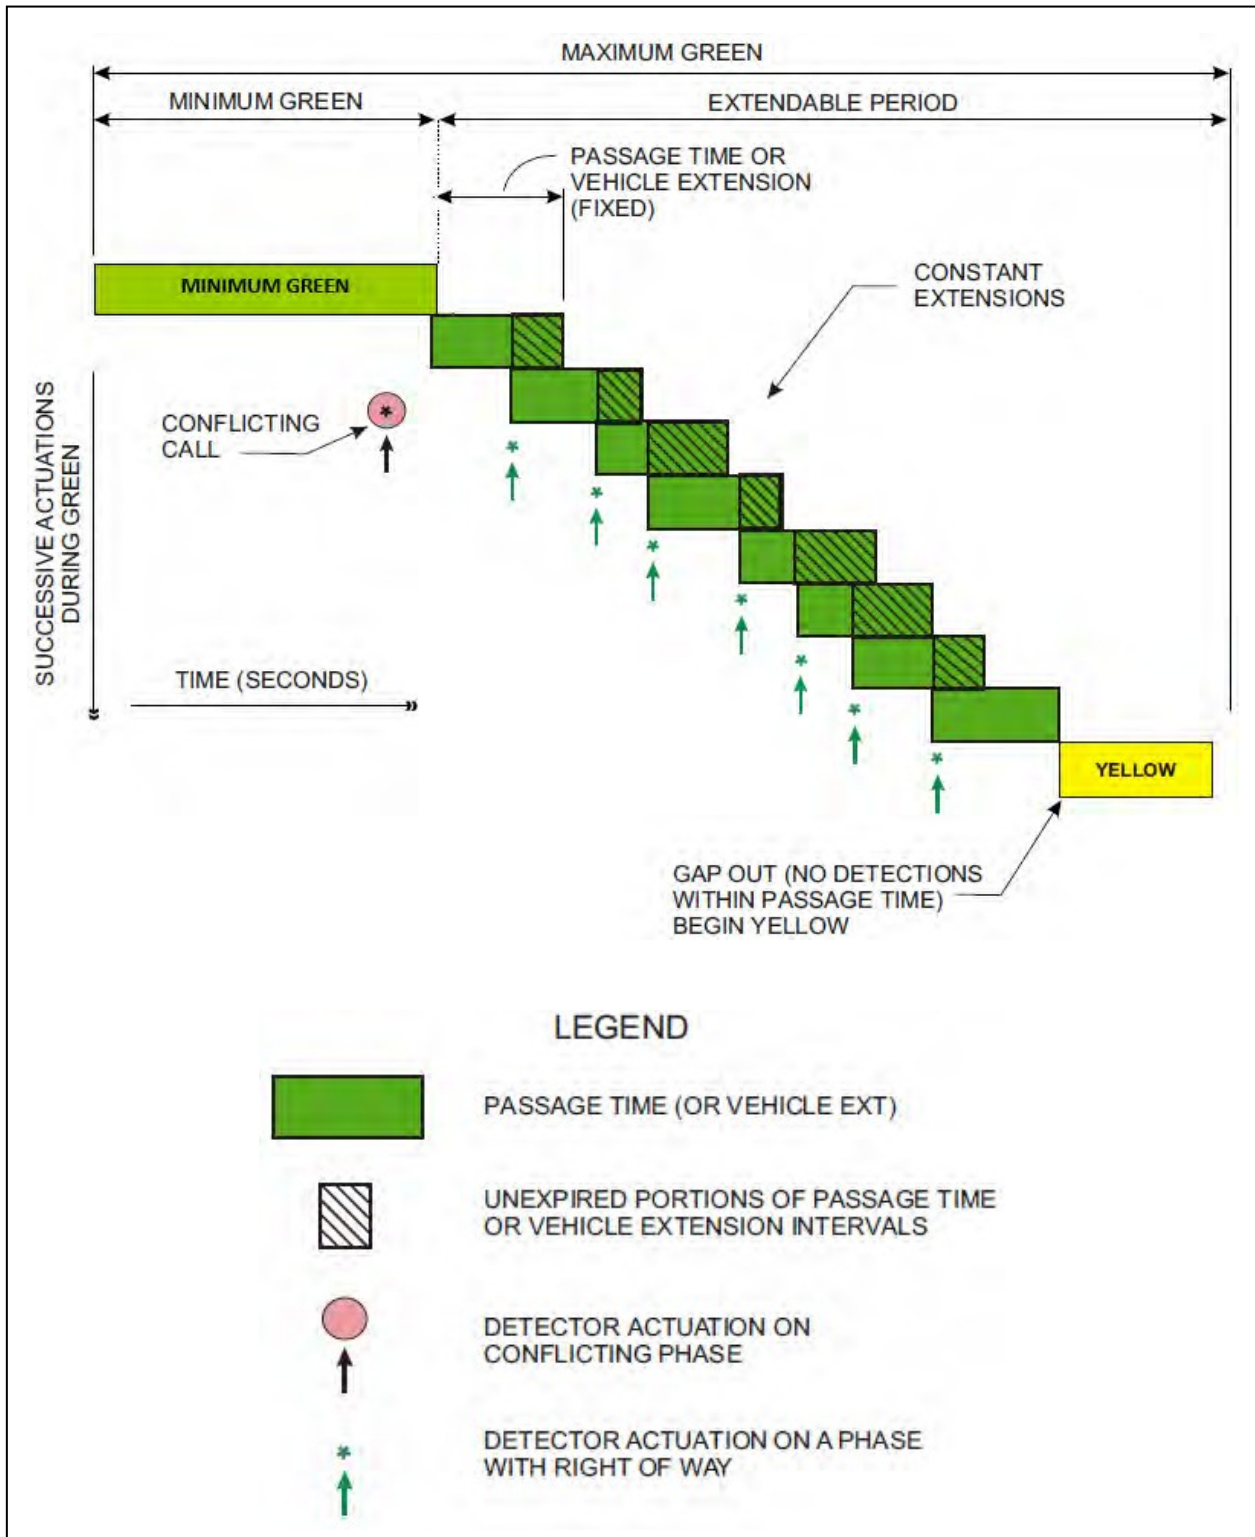 MAXIMUM GREEN
MINIMUM GREEN
EXTENDABLE PERIOD
PASSAGE TIME OR
VEHICLE EXTENSION
(FIXED)
MINIMUM GREEN
CONSTANT
EXTENSIONS
SUCCESSIVE ACTUATIONS
DURING GREEN
CONFLICTING
CALL
TIME (SECONDS)
YELLOW
GAP OUT (NO DETECTIONS
WITHIN PASSAGE TIME)
BEGIN YELLOW
LEGEND
PASSAGE TIME (OR VEHICLE EXT)
UNEXPIRED PORTIONS OF PASSAGE TIME
OR VEHICLE EXTENSION INTERVALS
DETECTOR ACTUATION ON
CONFLICTING PHASE
DETECTOR ACTUATION ON A PHASE
WITH RIGHT OF WAY